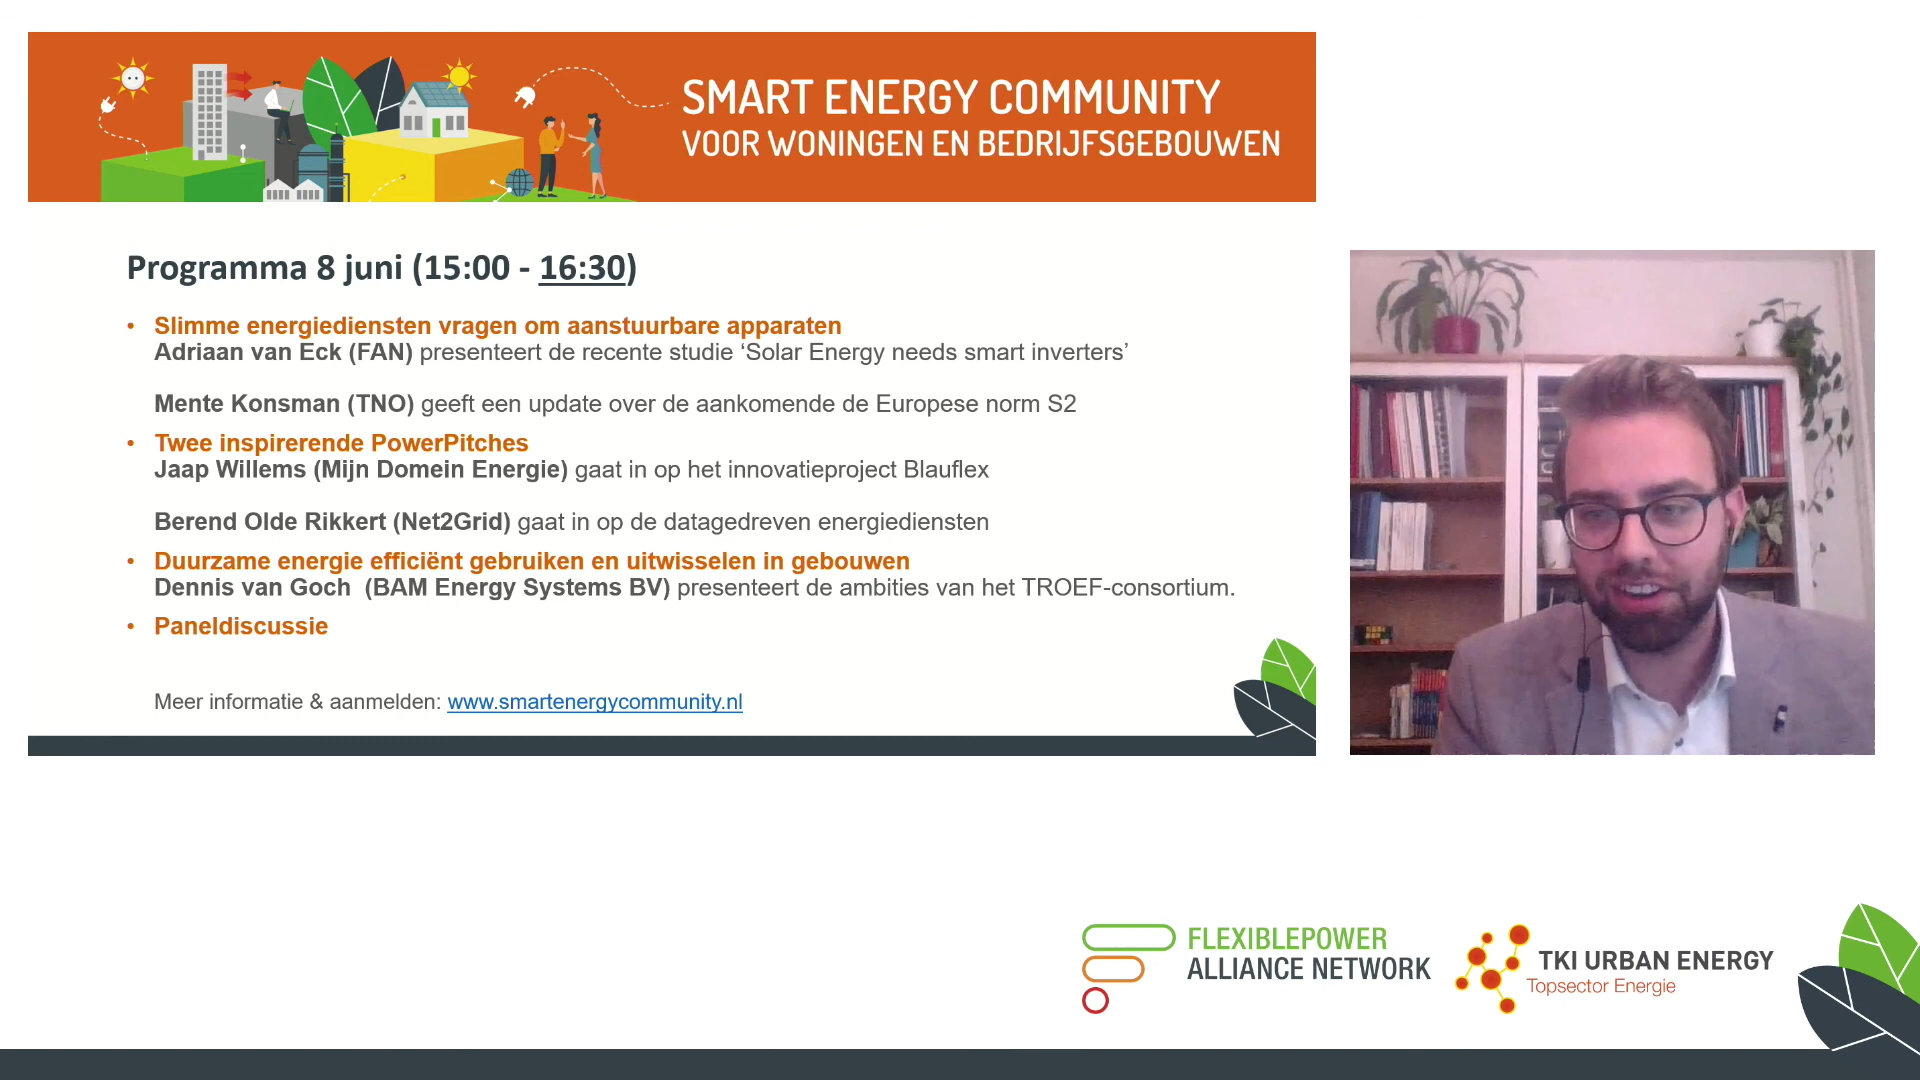 SMART ENERGY COMMUNITY
VOOR WONINGEN EN BEDRIJFSGEBOUWEN
Programma 8 juni (15:00 - 16:30)
• Slimme energiediensten vragen om aanstuurbare apparaten
Adriaan van Eck (FAN) presenteert de recente studie ‘Solar Energy needs smart inverters’
Mente Konsman (TNO) geeft een update over de aankomende de Europese norm S2
• Twee inspirerende PowerPitches
Jaap Willems (Mijn Domein Energie) gaat in op het innovatieproject Blauflex
Berend Olde Rikkert (Net2Grid) gaat in op de datagedreven energiediensten
• Duurzame energie efficiënt gebruiken en uitwisselen in gebouwen
Dennis van Goch (BAM Energy Systems BV) presenteert de ambities van het TROEF-consortium.
• Paneldiscussie
Meer informatie & aanmelden: www.smartenergycommunity.nl
FLEXIBLEPOWER
ALLIANCE NETWORK
TKI URBAN ENERGY
Topsector Energie